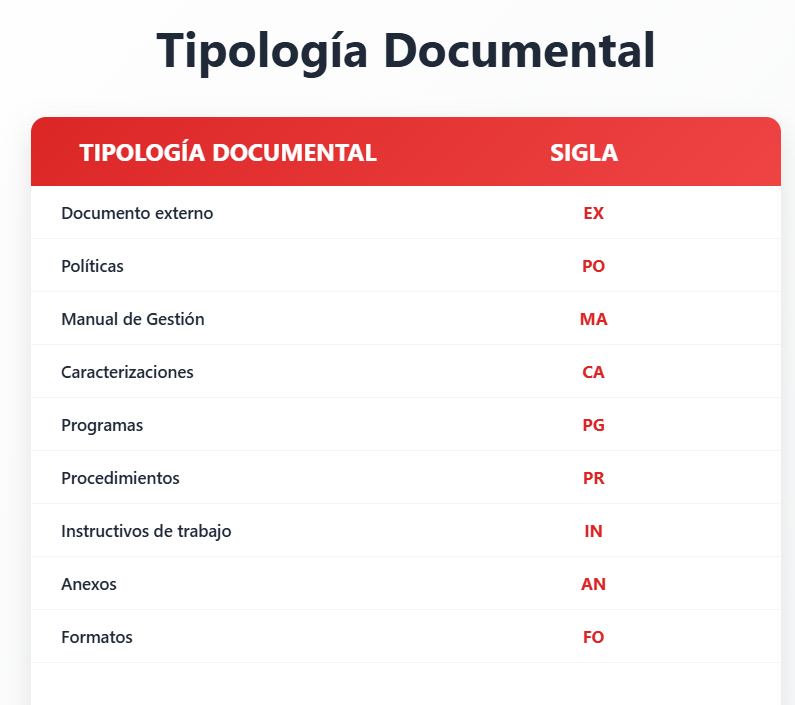 Tipología Documental
TIPOLOGÍA DOCUMENTAL SIGLA
Documento externo EX
Políticas PO
Manual de Gestión MA
Caracterizaciones CA
Programas PG
Procedimientos PR
Instructivos de trabajo IN
Anexos AN
Formatos FO